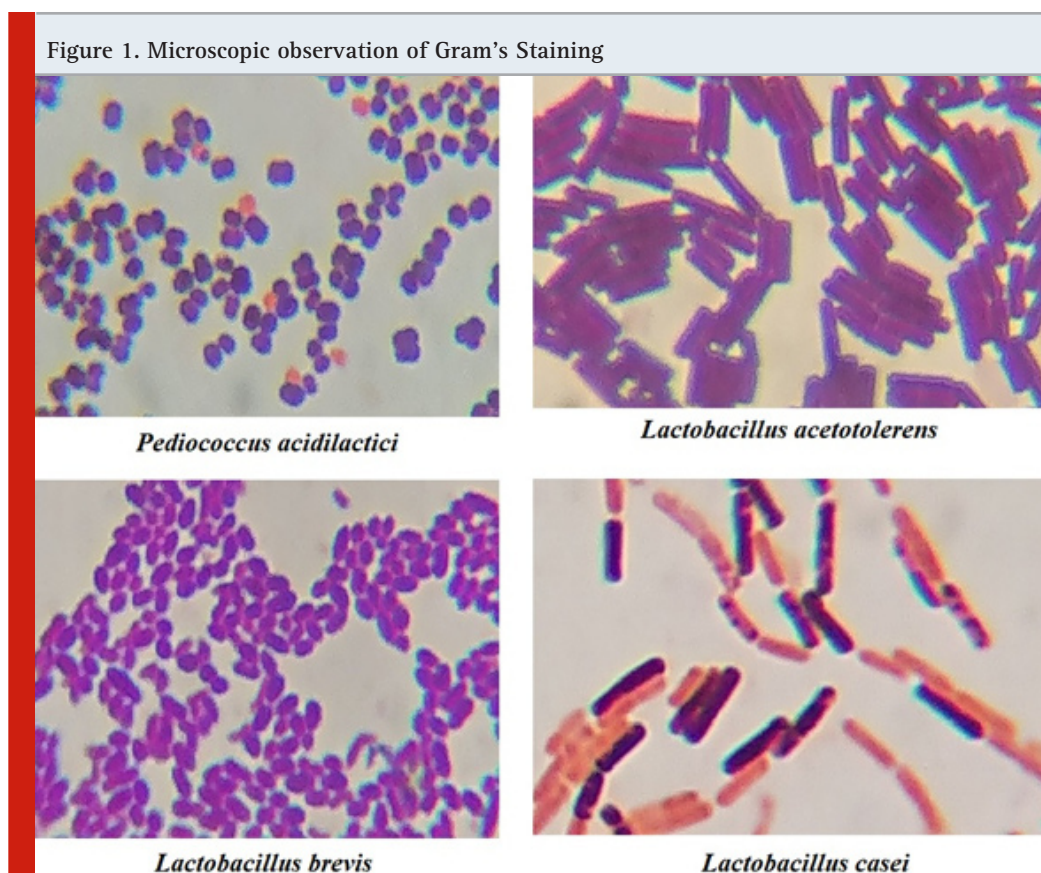 Figure 1. Microscopic observation of Gram's Staining
Pediococcus acidilactici
Lactobacillus acetotolerens
Lactobacillus brevis
Lactobacillus casei